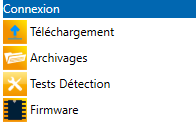 Connexion
Téléchargement
Archivages
Tests Détection
Firmware